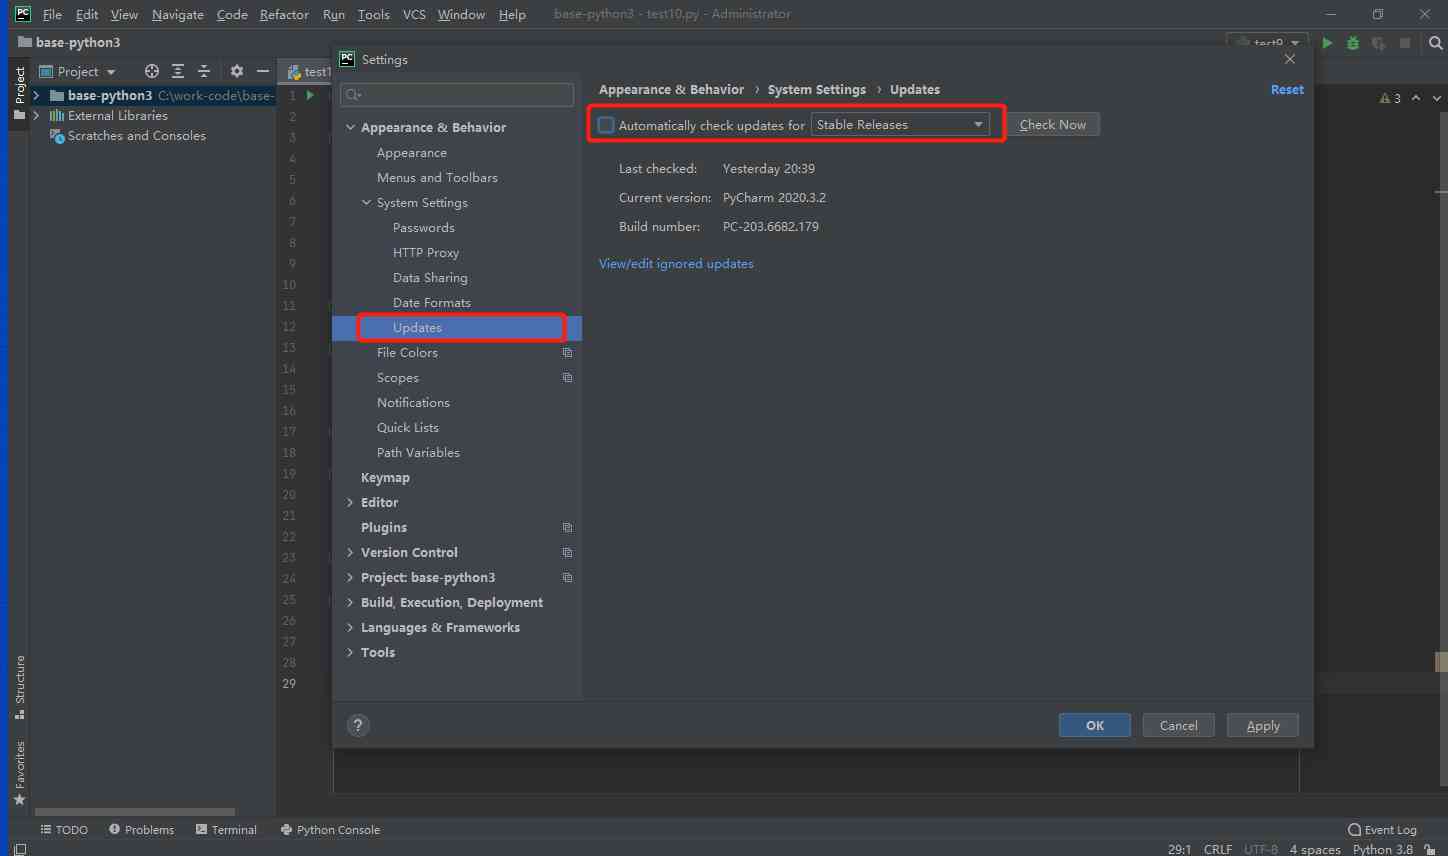 PC File Edit View Navigate Code Refactor Run Tools VCS Window Help base-python3 - test10.py - Administrator
base-python3
test9
Project
Project
base-python3 C:\work-code\base-
External Libraries
Scratches and Consoles
test1
1
2
3
4
5
6
7
8
9
10
11
12
13
14
15
16
17
18
19
20
21
22
23
24
25
26
27
28
29
3
PC Settings
Appearance & Behavior
Appearance
Menus and Toolbars
System Settings
Passwords
HTTP Proxy
Data Sharing
Date Formats
Updates
File Colors
Scopes
Notifications
Quick Lists
Path Variables
Keymap
Editor
Plugins
Version Control
Project: base-python3
Build, Execution, Deployment
Languages & Frameworks
Tools
Appearance & Behavior › System Settings › Updates Reset
Automatically check updates for Stable Releases Check Now
Last checked: Yesterday 20:39
Current version: PyCharm 2020.3.2
Build number: PC-203.6682.179
View/edit ignored updates
? OK Cancel Apply
Structure
Favorites
TODO Problems Terminal Python Console Event Log
29:1 CRLF UTF-8 4 spaces Python 3.8